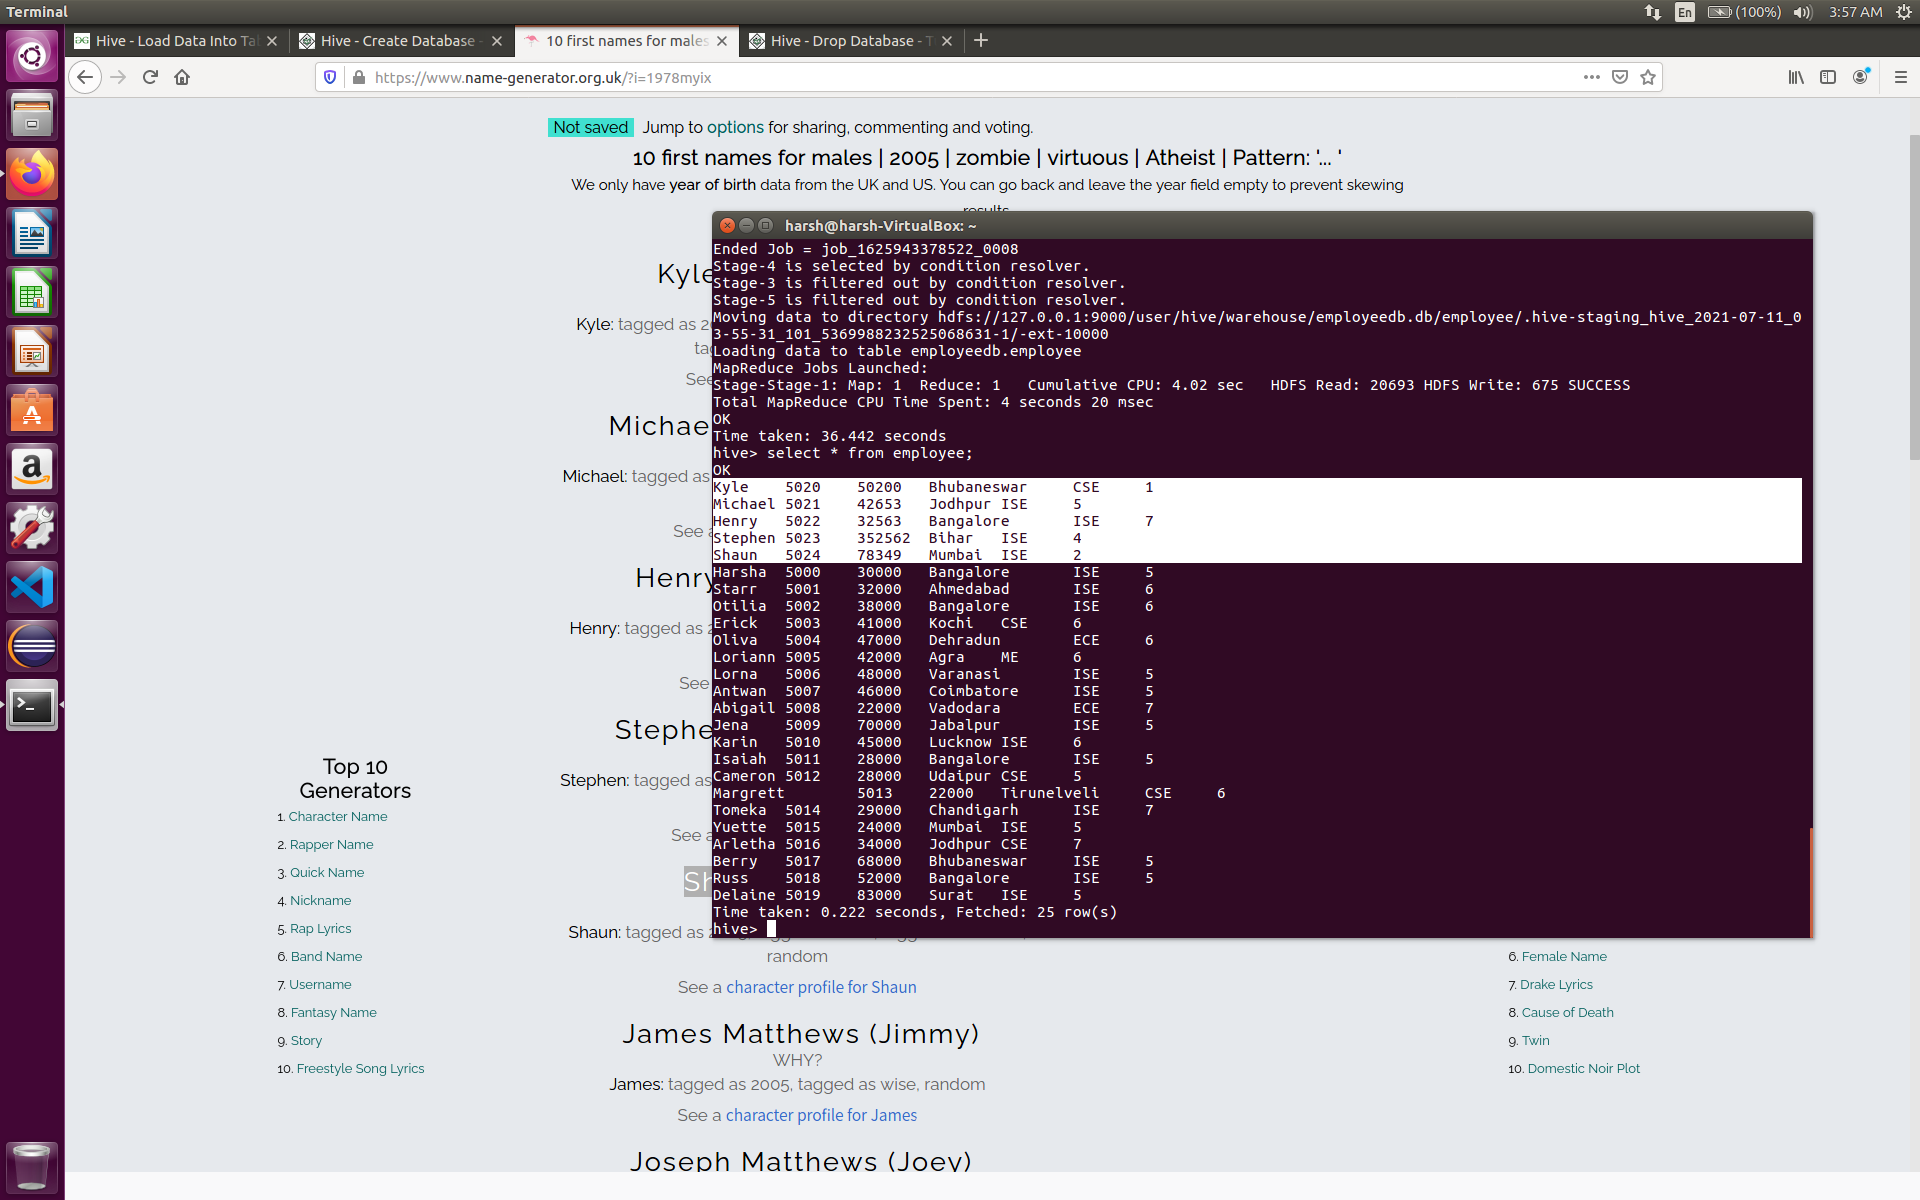 Terminal
En (100%) 3:57 AM
Hive - Load Data Into Ta
Hive - Create Database -
10 first names for males
Hive - Drop Database - T
https://www.name-generator.org.uk/?i=1978myix
Not saved Jump to options for sharing, commenting and voting.
10 first names for males | 2005 | zombie | virtuous | Atheist | Pattern: '... '
We only have year of birth data from the UK and US. You can go back and leave the year field empty to prevent skewing
results
Kyle
Kyle: tagged as 2
See
Michae
Michael: tagged as
See a
Henry
Henry: tagged as 2
See
Stephe
Stephen: tagged as
See a
Sh
Shaun: tagged as
random
See a character profile for Shaun
James Matthews (Jimmy)
WHY?
James: tagged as 2005, tagged as wise, random
See a character profile for James
Joseph Matthews (Joey)
Top 10
Generators
1. Character Name
2. Rapper Name
3. Quick Name
4. Nickname
5. Rap Lyrics
6. Band Name
7. Username
8. Fantasy Name
9. Story
10. Freestyle Song Lyrics
6. Female Name
7. Drake Lyrics
8. Cause of Death
9. Twin
10. Domestic Noir Plot
harsh@harsh-VirtualBox: ~
Ended Job = job_1625943378522_0008
Stage-4 is selected by condition resolver.
Stage-3 is filtered out by condition resolver.
Stage-5 is filtered out by condition resolver.
Moving data to directory hdfs://127.0.0.1:9000/user/hive/warehouse/employeedb.db/employee/.hive-staging_hive_2021-07-11_0
3-55-31_101_5369988232525068631-1/-ext-10000
Loading data to table employeedb.employee
MapReduce Jobs Launched:
Stage-Stage-1: Map: 1 Reduce: 1 Cumulative CPU: 4.02 sec HDFS Read: 20693 HDFS Write: 675 SUCCESS
Total MapReduce CPU Time Spent: 4 seconds 20 msec
OK
Time taken: 36.442 seconds
hive> select * from employee;
OK
Kyle 5020 50200 Bhubaneswar CSE 1
Michael 5021 42653 Jodhpur ISE 5
Henry 5022 32563 Bangalore ISE 7
Stephen 5023 352562 Bihar ISE 4
Shaun 5024 78349 Mumbai ISE 2
Harsha 5000 30000 Bangalore ISE 5
Starr 5001 32000 Ahmedabad ISE 6
Otilia 5002 38000 Bangalore ISE 6
Erick 5003 41000 Kochi CSE 6
Oliva 5004 47000 Dehradun ECE 6
Loriann 5005 42000 Agra ME 6
Lorna 5006 48000 Varanasi ISE 5
Antwan 5007 46000 Coimbatore ISE 5
Abigail 5008 22000 Vadodara ECE 7
Jena 5009 70000 Jabalpur ISE 5
Karin 5010 45000 Lucknow ISE 6
Isaiah 5011 28000 Bangalore ISE 5
Cameron 5012 28000 Udaipur CSE 5
Margrett 5013 22000 Tirunelveli CSE 6
Tomeka 5014 29000 Chandigarh ISE 7
Yuette 5015 24000 Mumbai ISE 5
Arletha 5016 34000 Jodhpur CSE 7
Berry 5017 68000 Bhubaneswar ISE 5
Russ 5018 52000 Bangalore ISE 5
Delaine 5019 83000 Surat ISE 5
Time taken: 0.222 seconds, Fetched: 25 row(s)
hive>